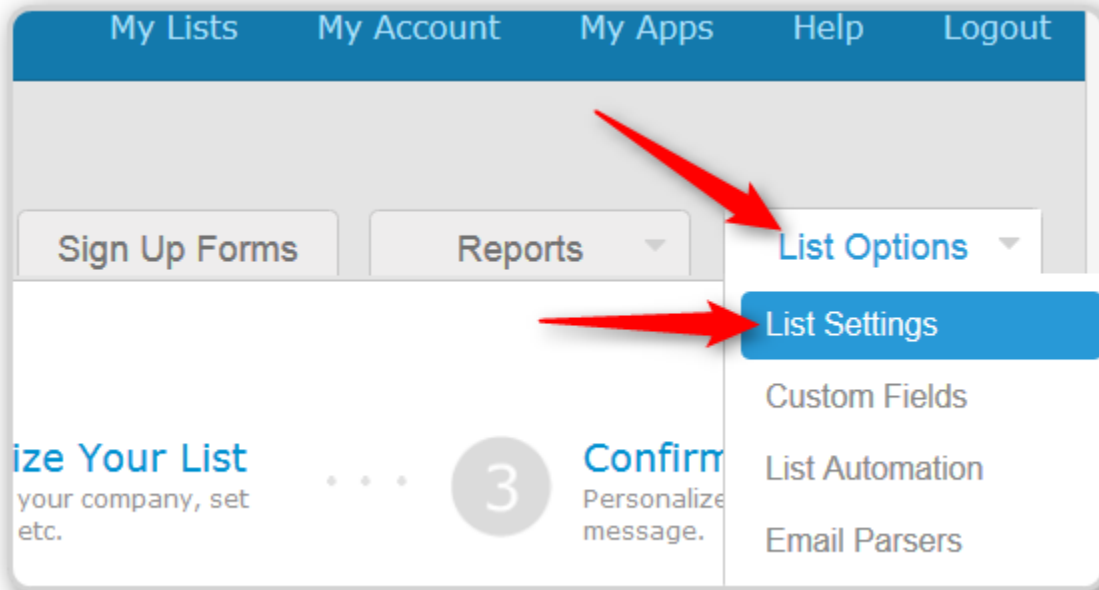 My Lists My Account My Apps Help Logout
Sign Up Forms Reports List Options
List Settings
Custom Fields
List Automation
Email Parsers
ize Your List
your company, set
etc.
3
Confirm
Personalize
message.